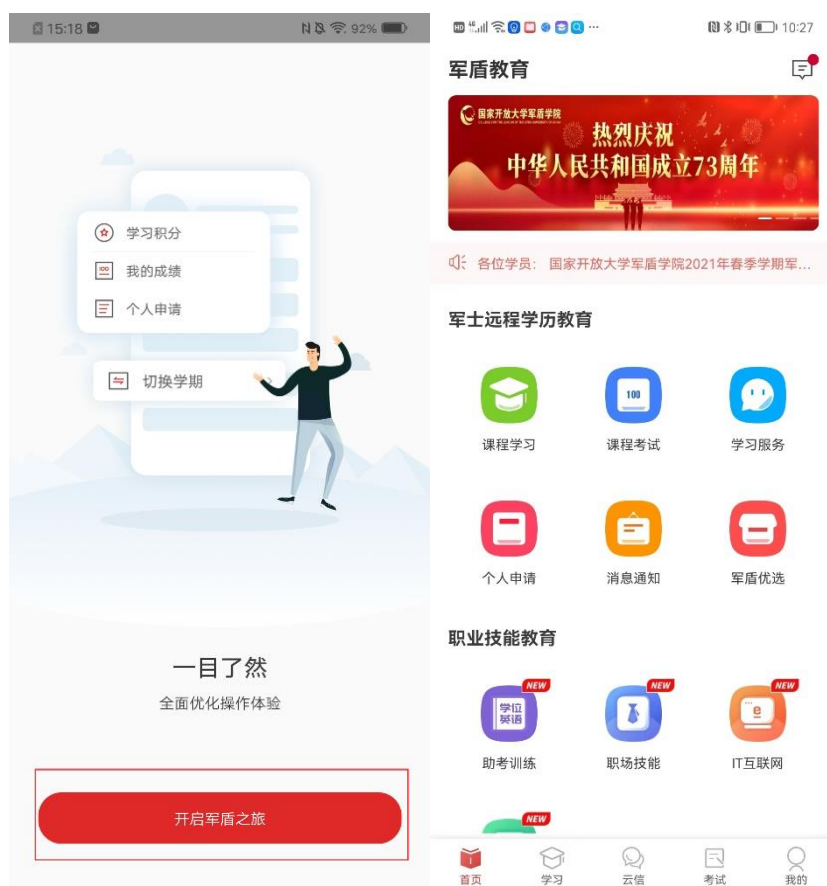 15:18
92%
学习积分
100
我的成绩
个人申请
切换学期
一目了然
全面优化操作体验
开启军盾之旅
HD 4G
10:27
军盾教育
国家开放大学军盾学院
热烈庆祝
中华人民共和国成立73周年
各位学员: 国家开放大学军盾学院2021年春季学期军...
军士远程学历教育
100
课程学习 课程考试 学习服务
个人申请 消息通知 军盾优选
职业技能教育
NEW NEW NEW
学位
英语
e
助考训练 职场技能 IT互联网
NEW
首页 学习 云信 考试 我的